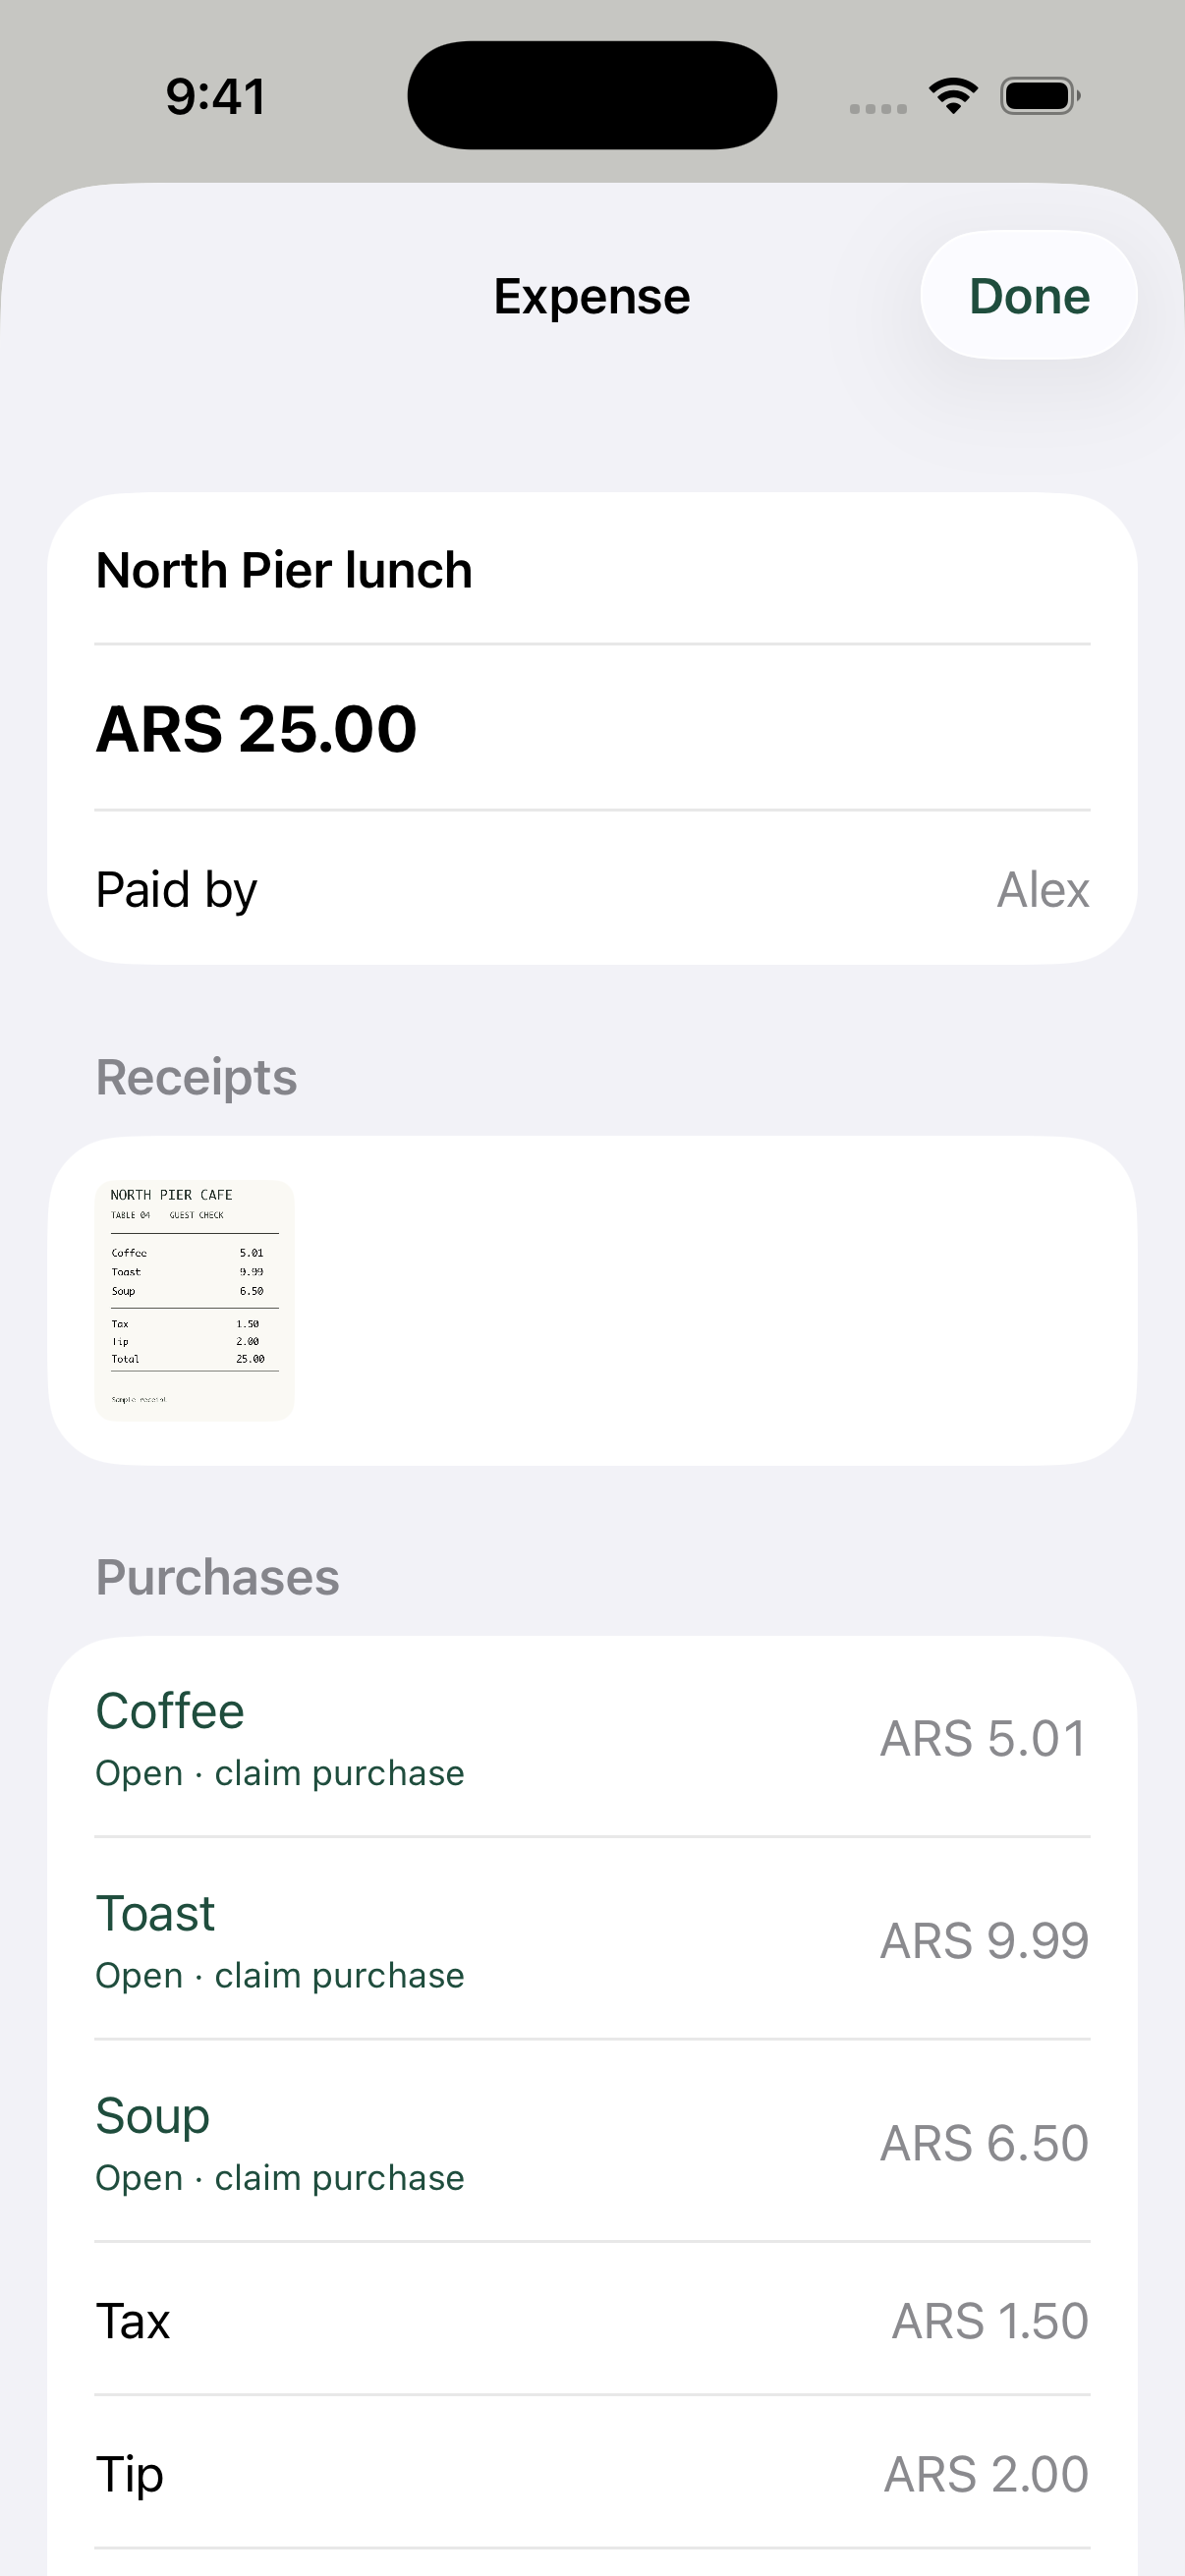 9:41
Expense
Done
North Pier lunch
ARS 25.00
Paid by Alex
Receipts
NORTH PIER CAFE
TABLE 04 GUEST CHECK
Coffee 5.01
Toast 9.99
Soup 6.50
Tax 1.50
Tip 2.00
Total 25.00
Sample receipt
Purchases
Coffee
Open · claim purchase
ARS 5.01
Toast
Open · claim purchase
ARS 9.99
Soup
Open · claim purchase
ARS 6.50
Tax ARS 1.50
Tip ARS 2.00